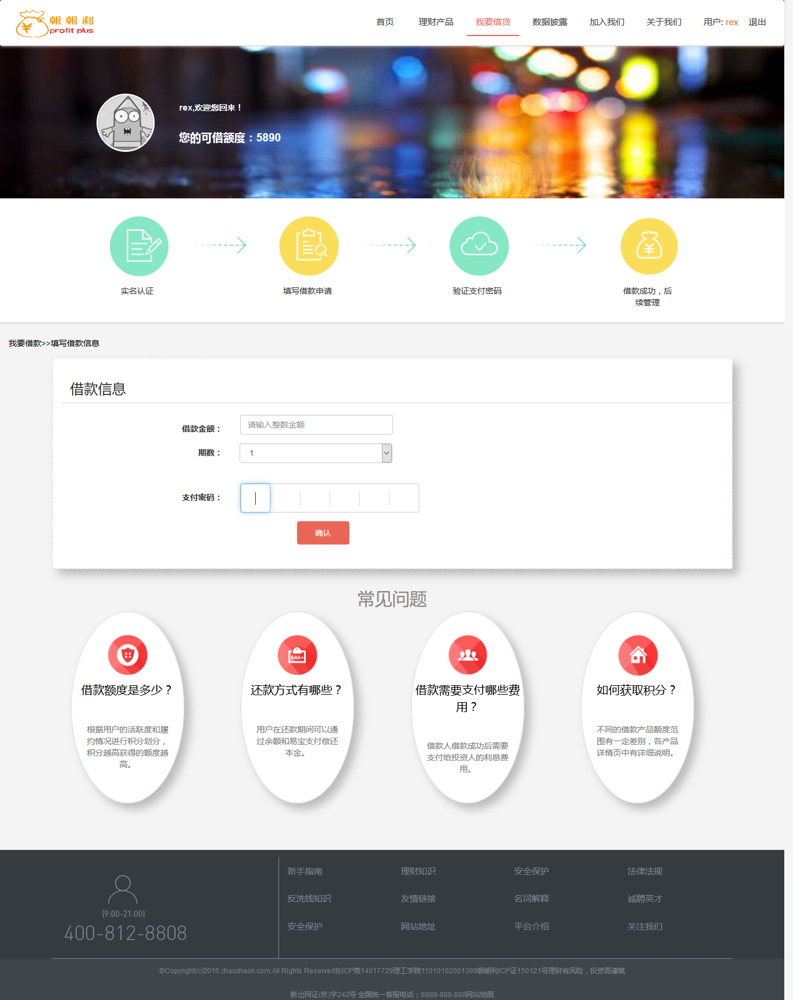 朝朝利
profit plus
首页 理财产品 我要借贷 数据披露 加入我们 关于我们 用户: rex 退出
rex,欢迎您回来！
您的可借额度：5890
实名认证 填写借款申请 验证支付密码 借款成功，后
续管理
我要借款>>填写借款信息
借款信息
借款金额： 请输入整数金额
期数： 1
支付密码：
确认
常见问题
AAA+
借款额度是多少？ 还款方式有哪些？ 借款需要支付哪些费 如何获取积分？
用？
根据用户的活跃度和履 用户在还款期间可以通 不同的借款产品额度范
约情况进行积分划分， 过余额和易宝支付偿还 围有一定差别，各产品
积分越高获得的额度越 本金。 借款人借款成功后需要 详情页中有详细说明。
高。 支付给投资人的利息费
用。
新手指南 理财知识 安全保护 法律法规
反洗钱知识 友情链接 名词解释 诚聘英才
安全保护 网站地址 平台介绍 关注我们
(9:00-21:00)
400-812-8808
©Copyright(c)2016 zhaozhaoli.com.All Rights Reserved东ICP莞14017729理工学院11010102001399朝朝利ICP证150121号理财有风险，投资需谨慎
新出网证(京)字242号 全国统一客服电话：8888-888-888网站地图